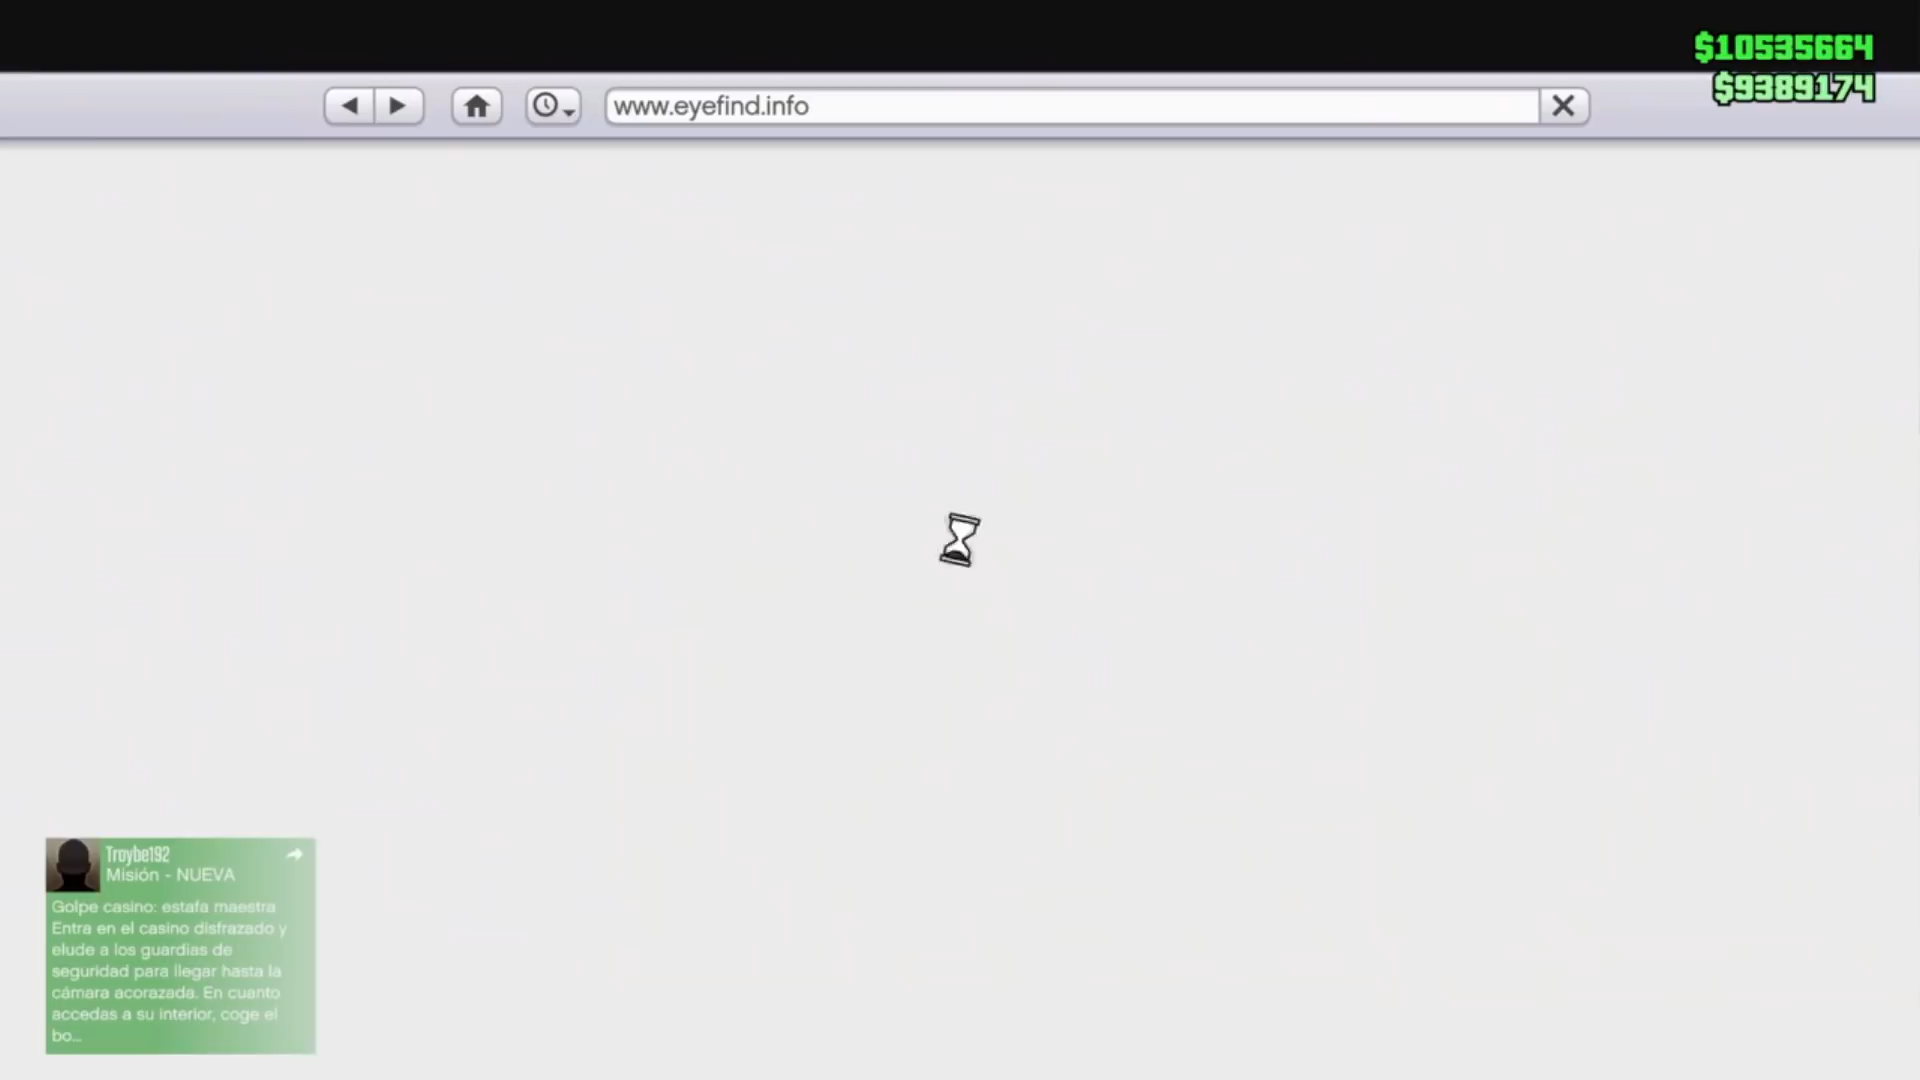 $10535664
www.eyefind.info
$9389174
Troybe192
Misión - NUEVA
Golpe casino: estafa maestra
Entra en el casino disfrazado y
elude a los guardias de
seguridad para llegar hasta la
cámara acorazada. En cuanto
accedas a su interior, coge el
bo...